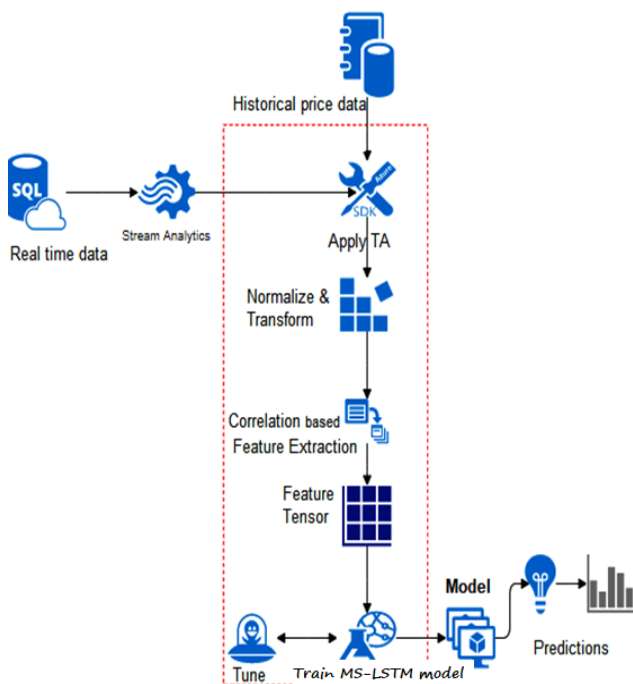 Historical price data
SQL
Real time data
Stream Analytics
Azure
SDK
Apply TA
Normalize &
Transform
Correlation based
Feature Extraction
Feature
Tensor
Tune
Train MS-LSTM model
Model
Predictions